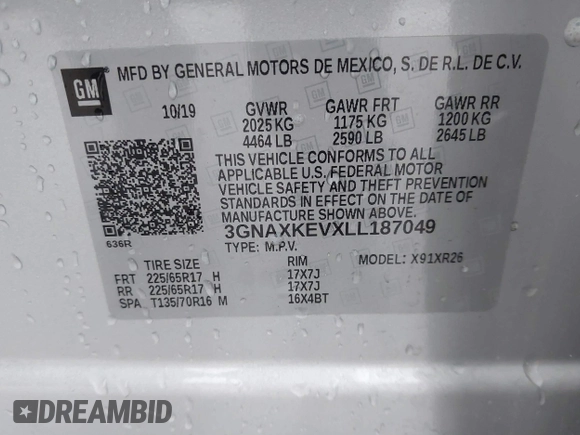 GM
MFD BY GENERAL MOTORS DE MEXICO, S. DE R.L. DE C.V.
10/19 GVWR GAWR FRT GAWR RR
2025 KG 1175 KG 1200 KG
4464 LB 2590 LB 2645 LB
THIS VEHICLE CONFORMS TO ALL
APPLICABLE U.S. FEDERAL MOTOR
VEHICLE SAFETY AND THEFT PREVENTION
STANDARDS IN EFFECT ON THE DATE OF
MANUFACTURE SHOWN ABOVE.
3GNAXKEVXLL187049
636R
TYPE: M.P.V. MODEL: X91XR26
TIRE SIZE RIM
FRT 225/65R17 H 17X7J
RR 225/65R17 H 17X7J
SPA T135/70R16 M 16X4BT
DREAMBID